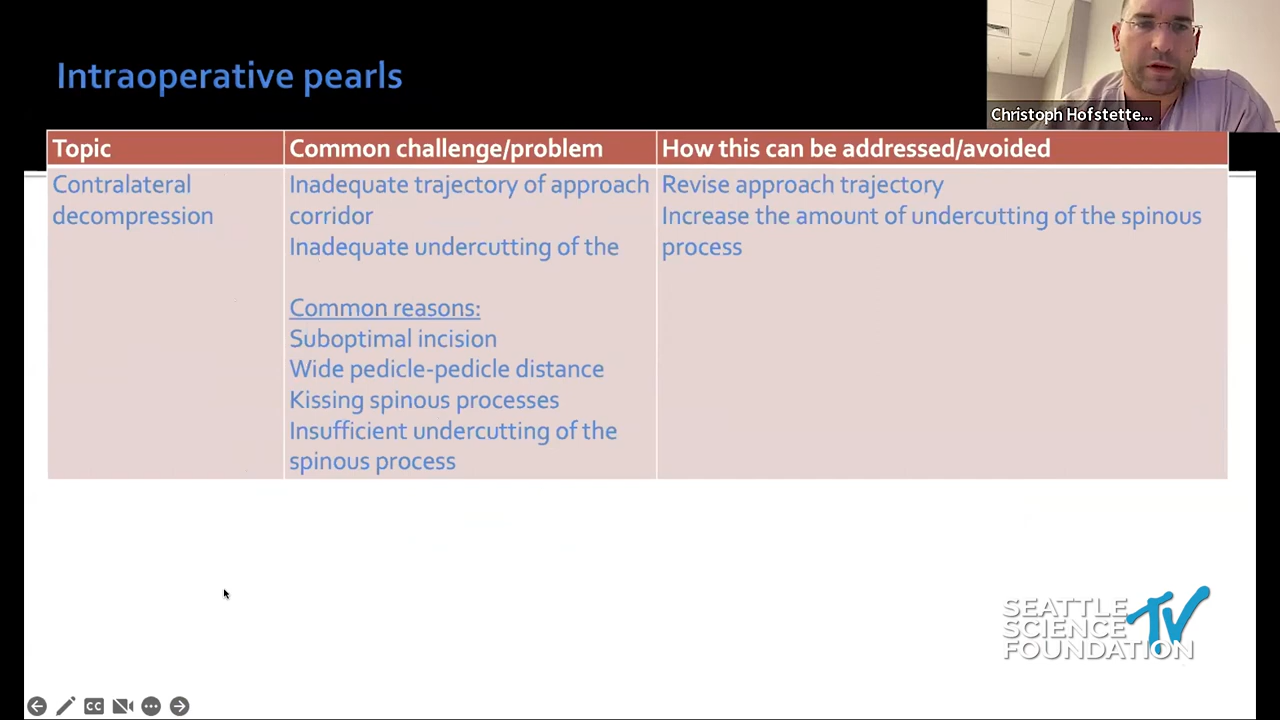 Intraoperative pearls
Christoph Hofstette...
Topic
Common challenge/problem
How this can be addressed/avoided
Contralateral
decompression
Inadequate trajectory of approach
corridor
Inadequate undercutting of the
Common reasons:
Suboptimal incision
Wide pedicle-pedicle distance
Kissing spinous processes
Insufficient undercutting of the
spinous process
Revise approach trajectory
Increase the amount of undercutting of the spinous
process
SEATTLE
SCIENCE
FOUNDATION
TV
CC